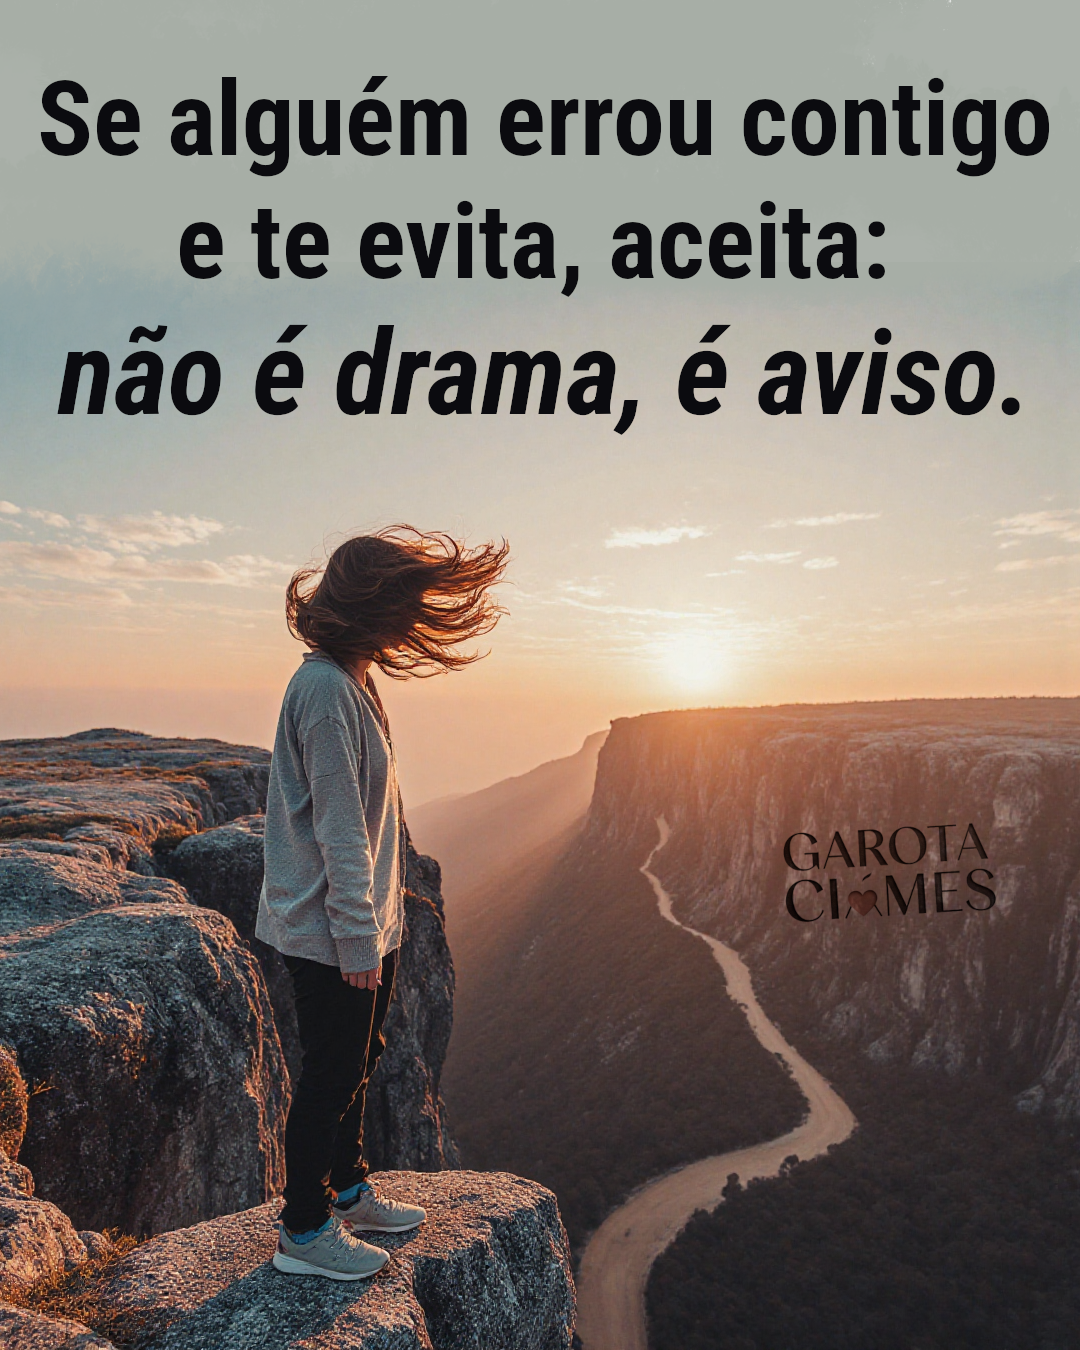 Se alguém errou contigo
e te evita, aceita:
não é drama, é aviso.
GAROTA
CIÚMES